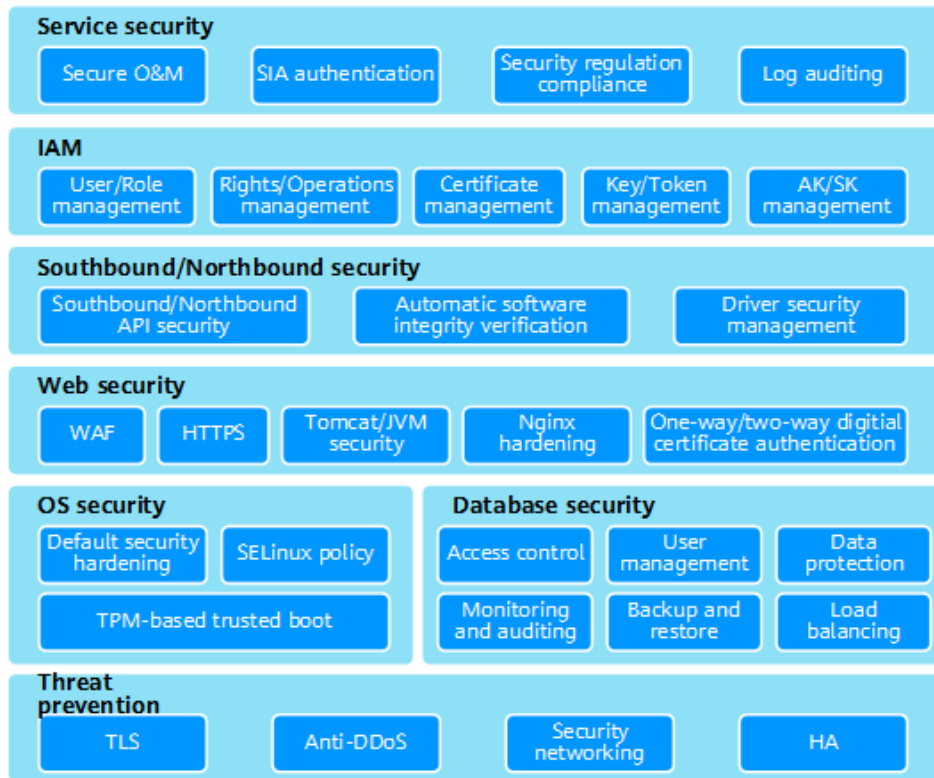 Service security
Secure O&M
SIA authentication
Security regulation
compliance
Log auditing
IAM
User/Role
management
Rights/Operations
management
Certificate
management
Key/Token
management
AK/SK
management
Southbound/Northbound security
Southbound/Northbound
API security
Automatic software
integrity verification
Driver security
management
Web security
WAF
HTTPS
Tomcat/JVM
security
Nginx
hardening
One-way/two-way digitial
certificate authentication
OS security
Default security
hardening
SELinux policy
TPM-based trusted boot
Database security
Access control
User
management
Data
protection
Monitoring
and auditing
Backup and
restore
Load
balancing
Threat
prevention
TLS
Anti-DDoS
Security
networking
HA